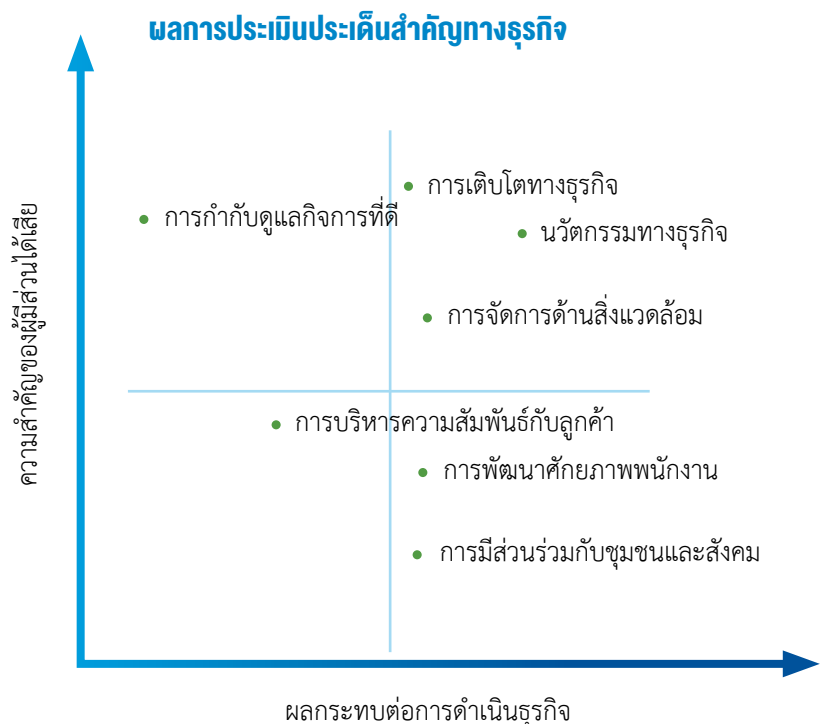 ผลการประเมินประเด็นสำคัญทางธุรกิจ
ความสำคัญของผู้มีส่วนได้เสีย
การเติบโตทางธุรกิจ
การกำกับดูแลกิจการที่ดี
นวัตกรรมทางธุรกิจ
การจัดการด้านสิ่งแวดล้อม
การบริหารความสัมพันธ์กับลูกค้า
การพัฒนาศักยภาพพนักงาน
การมีส่วนร่วมกับชุมชนและสังคม
ผลกระทบต่อการดำเนินธุรกิจ